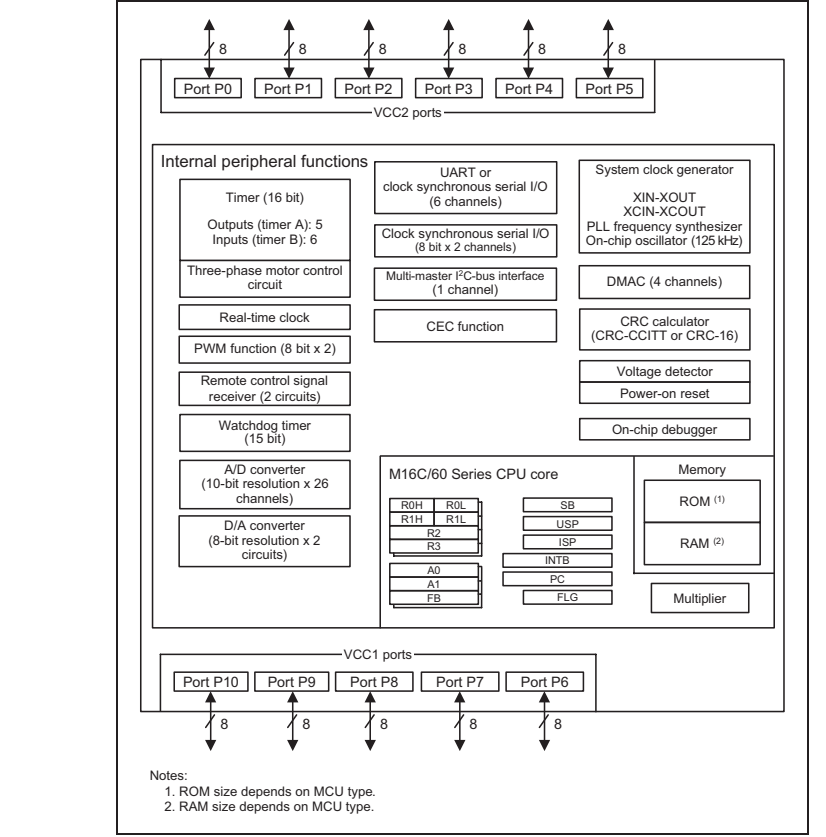 8 8 8 8 8 8
Port P0 Port P1 Port P2 Port P3 Port P4 Port P5
VCC2 ports
Internal peripheral functions
Timer (16 bit)
Outputs (timer A): 5
Inputs (timer B): 6
Three-phase motor control
circuit
Real-time clock
PWM function (8 bit x 2)
Remote control signal
receiver (2 circuits)
Watchdog timer
(15 bit)
A/D converter
(10-bit resolution x 26
channels)
D/A converter
(8-bit resolution x 2
circuits)
UART or
clock synchronous serial I/O
(6 channels)
Clock synchronous serial I/O
(8 bit x 2 channels)
Multi-master I²C-bus interface
(1 channel)
CEC function
System clock generator
XIN-XOUT
XCIN-XCOUT
PLL frequency synthesizer
On-chip oscillator (125 kHz)
DMAC (4 channels)
CRC calculator
(CRC-CCITT or CRC-16)
Voltage detector
Power-on reset
On-chip debugger
M16C/60 Series CPU core
R0H R0L
R1H R1L
R2
R3
A0
A1
FB
SB
USP
ISP
INTB
PC
FLG
Memory
ROM (1)
RAM (2)
Multiplier
VCC1 ports
Port P10 Port P9 Port P8 Port P7 Port P6
8 8 8 8 8
Notes:
1. ROM size depends on MCU type.
2. RAM size depends on MCU type.